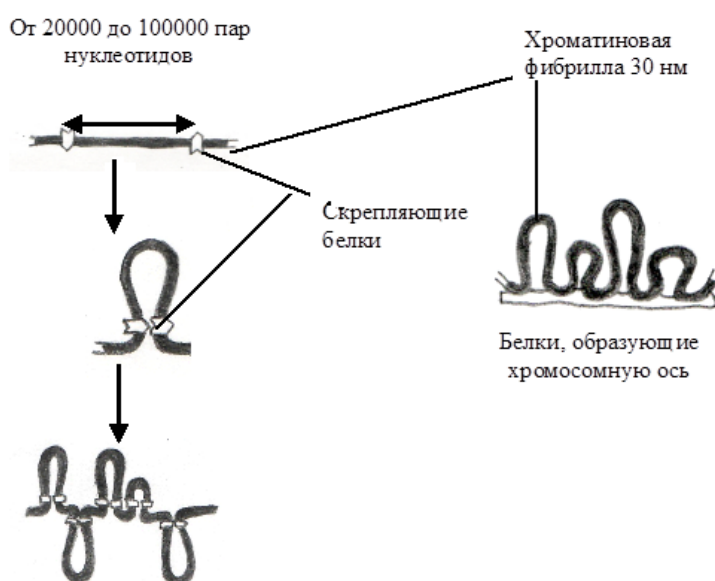 От 20000 до 100000 пар
нуклеотидов
Хроматиновая
фибрилла 30 нм
Скрепляющие
белки
Белки, образующие
хромосомную ось